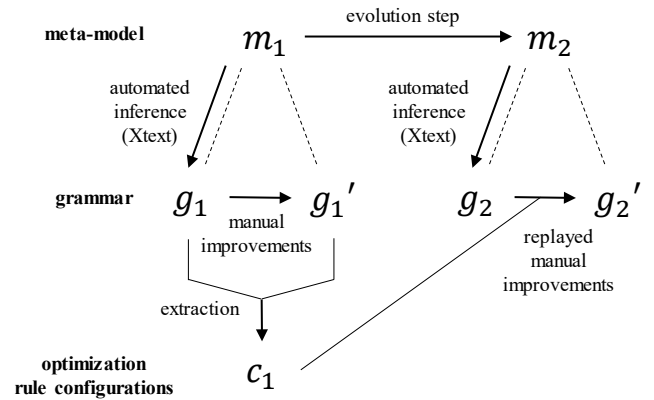 evolution step
meta-model m₁ m₂
automated inference (Xtext)
automated inference (Xtext)
grammar g₁ g₁′ g₂ g₂′
manual improvements
replayed manual improvements
extraction
optimization rule configurations c₁